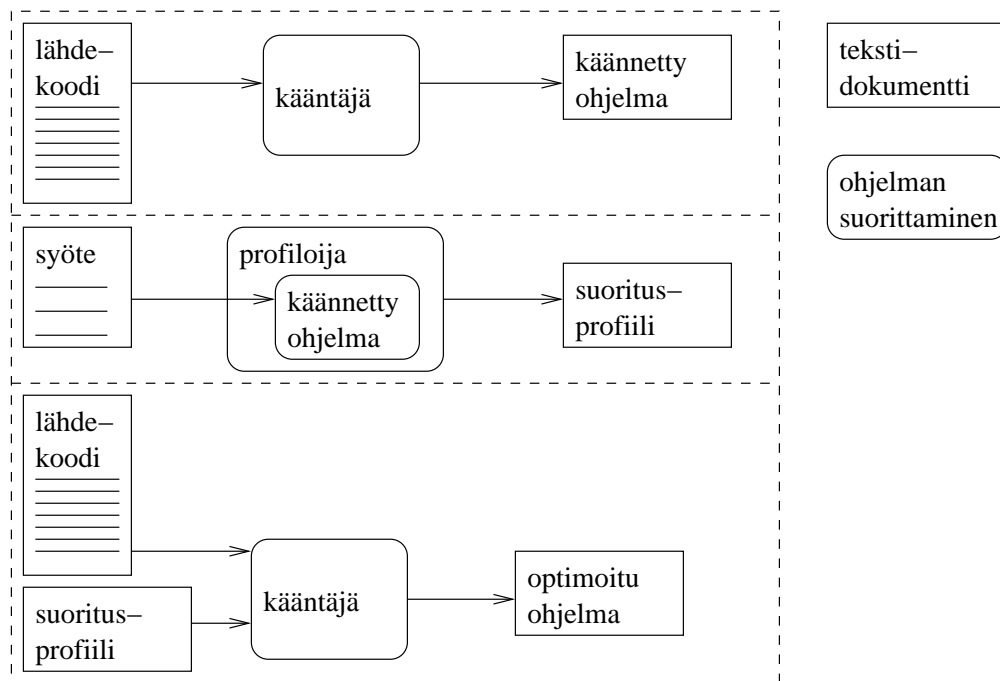 lähde–
koodi
kääntäjä
käännetty
ohjelma
teksti–
dokumentti
ohjelman
suorittaminen
syöte
profiloija
käännetty
ohjelma
suoritus–
profiili
lähde–
koodi
kääntäjä
optimoitu
ohjelma
suoritus–
profiili